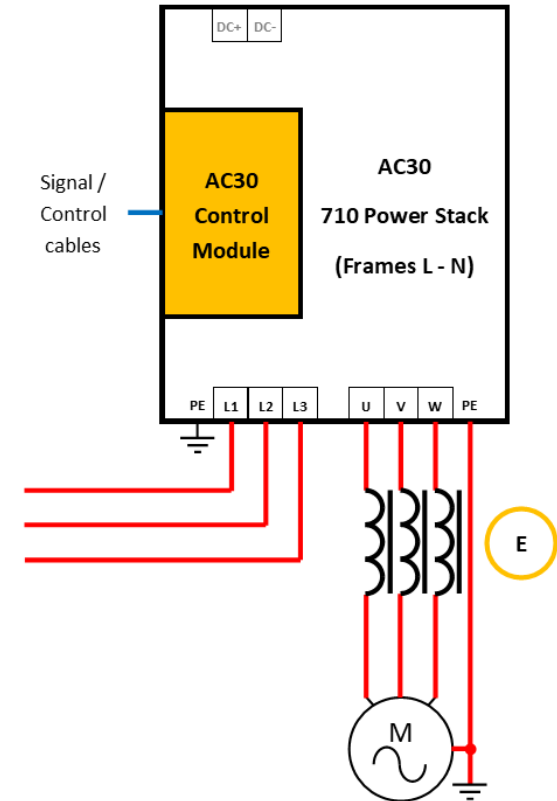 DC+ DC-
Signal /
Control
cables
AC30
Control
Module
AC30
710 Power Stack
(Frames L - N)
PE L1 L2 L3 U V W PE
E
M